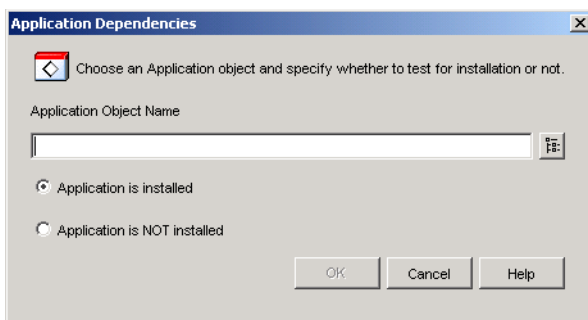 Application Dependencies
Choose an Application object and specify whether to test for installation or not.
Application Object Name
Application is installed
Application is NOT installed
OK Cancel Help